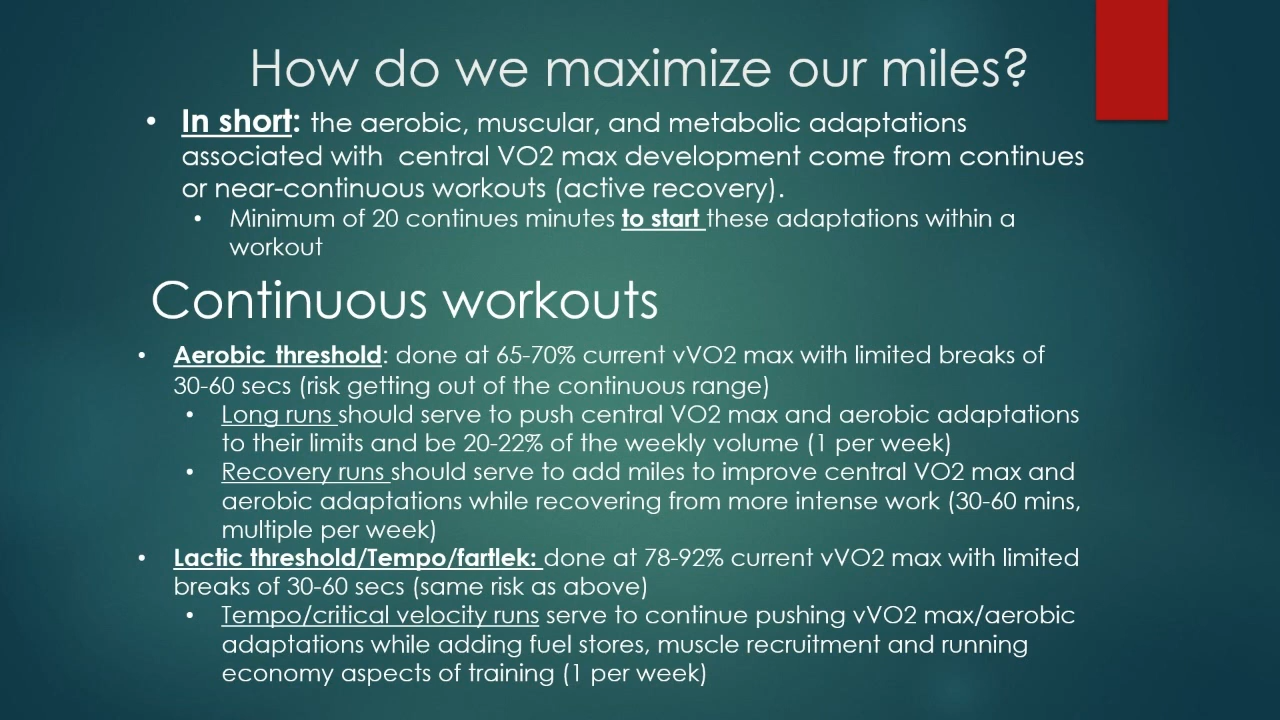 How do we maximize our miles?
• In short: the aerobic, muscular, and metabolic adaptations
associated with central VO2 max development come from continues
or near-continuous workouts (active recovery).
• Minimum of 20 continues minutes to start these adaptations within a
workout
Continuous workouts
• Aerobic threshold: done at 65-70% current vVO2 max with limited breaks of
30-60 secs (risk getting out of the continuous range)
• Long runs should serve to push central VO2 max and aerobic adaptations
to their limits and be 20-22% of the weekly volume (1 per week)
• Recovery runs should serve to add miles to improve central VO2 max and
aerobic adaptations while recovering from more intense work (30-60 mins,
multiple per week)
• Lactic threshold/Tempo/fartlek: done at 78-92% current vVO2 max with limited
breaks of 30-60 secs (same risk as above)
• Tempo/critical velocity runs serve to continue pushing vVO2 max/aerobic
adaptations while adding fuel stores, muscle recruitment and running
economy aspects of training (1 per week)